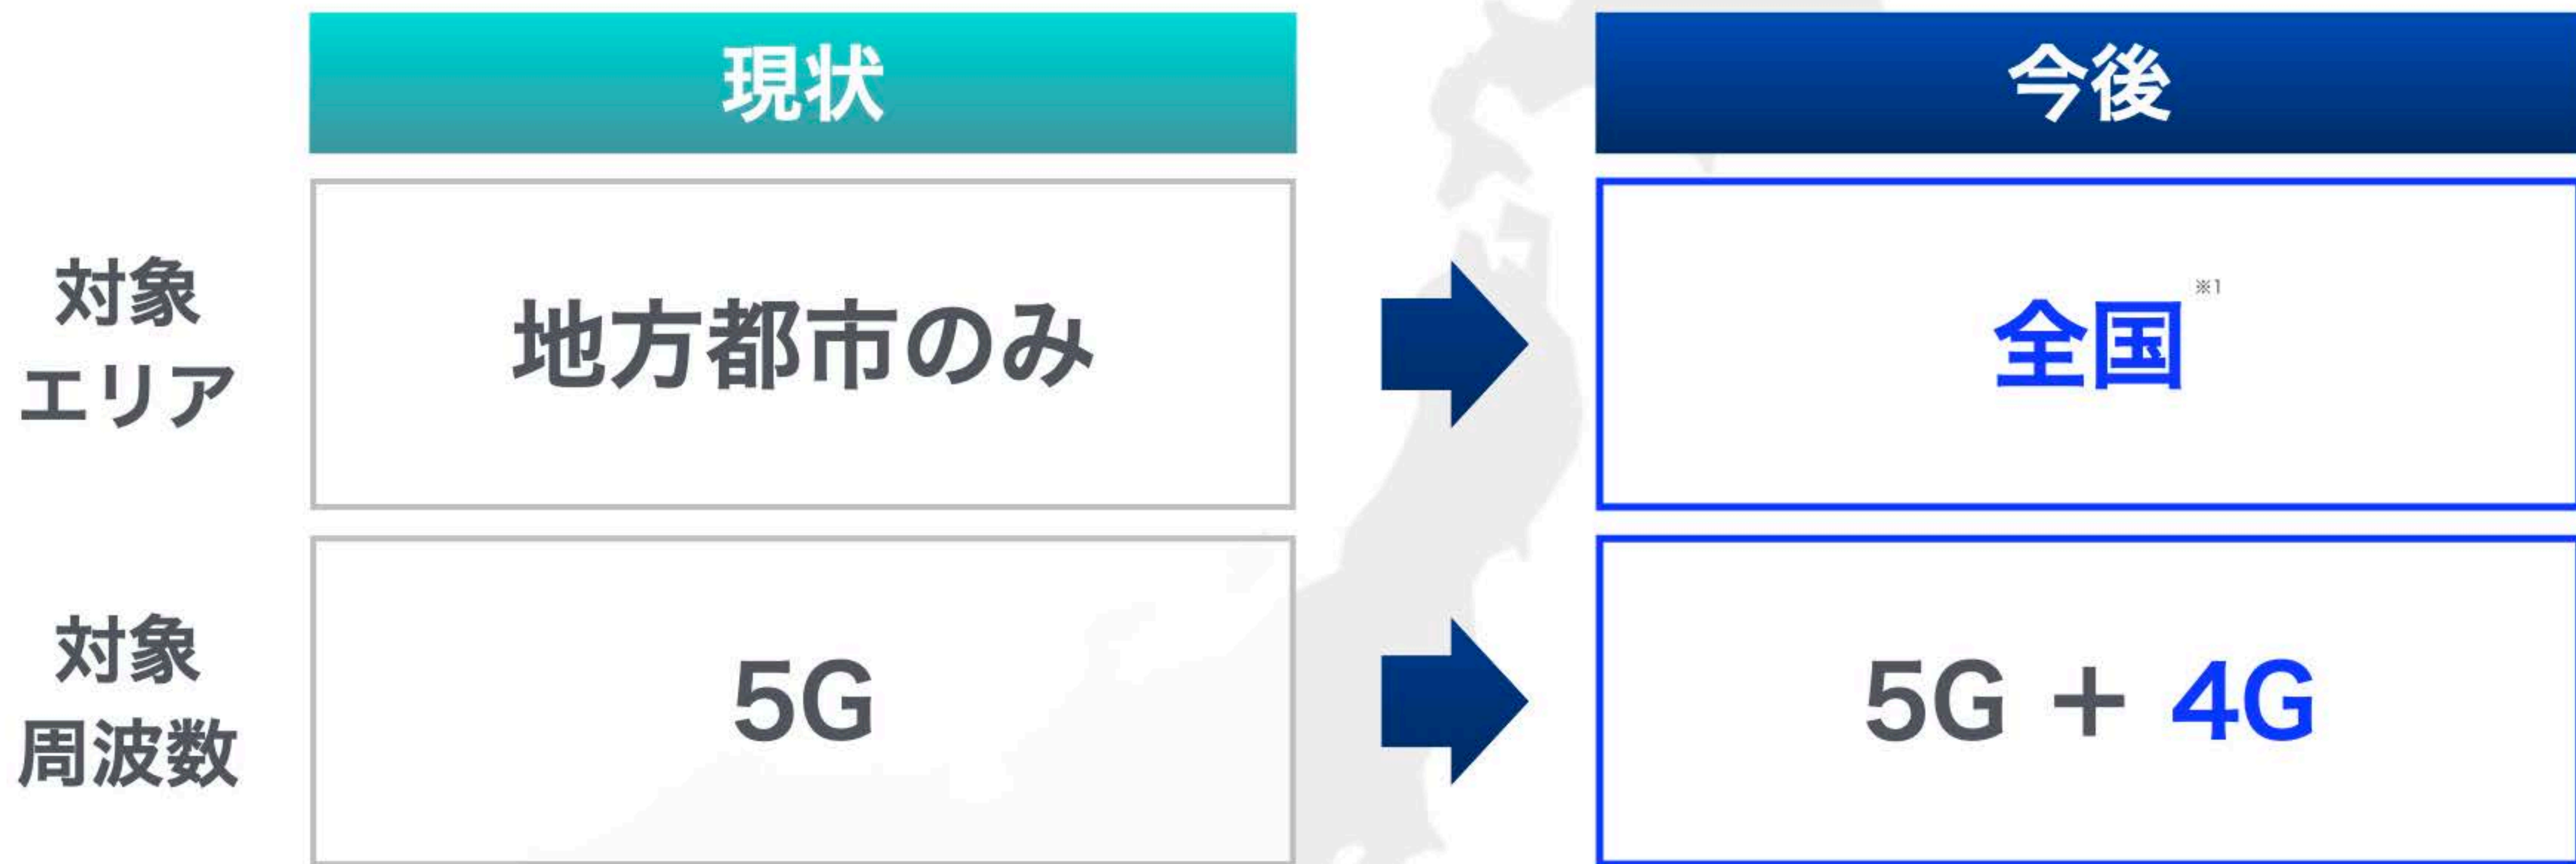 現状
今後
対象
エリア
地方都市のみ
全国※1
対象
周波数
5G
5G + 4G